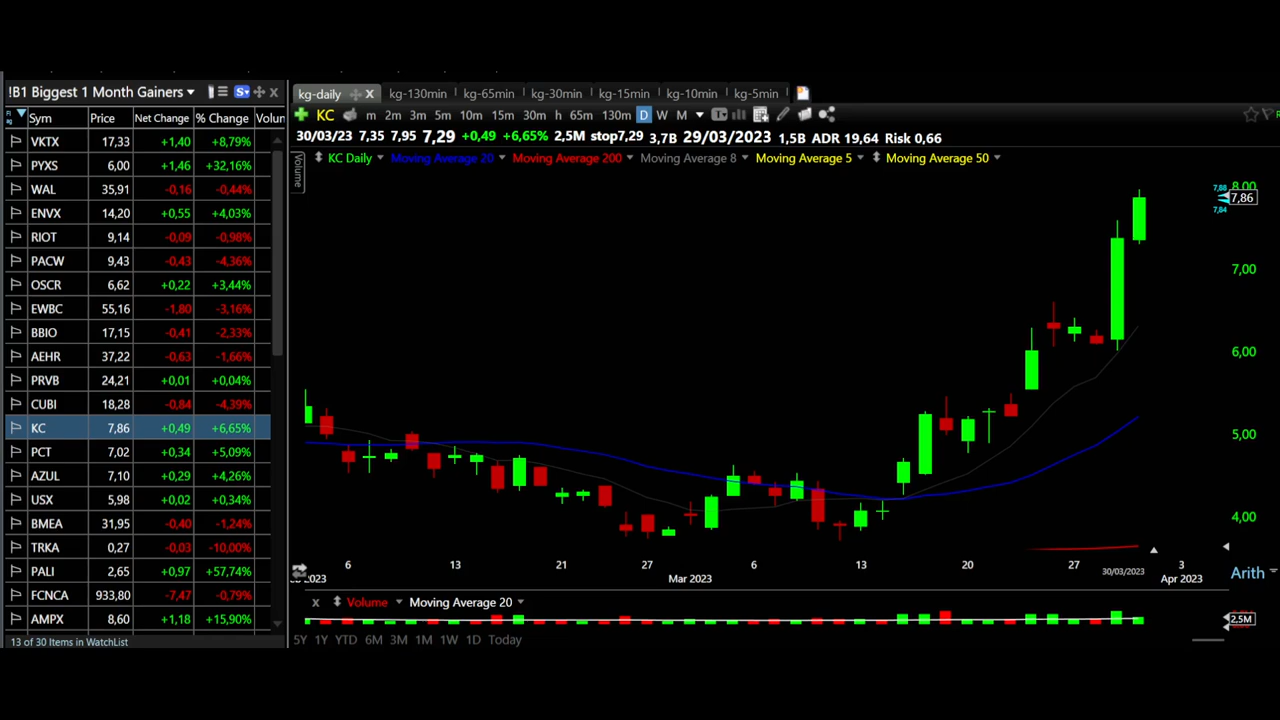 !B1 Biggest 1 Month Gainers
Sym Price Net Change % Change Volun
VKTX 17,33 +1,40 +8,79%
PYXS 6,00 +1,46 +32,16%
WAL 35,91 -0,16 -0,44%
ENVX 14,20 +0,55 +4,03%
RIOT 9,14 -0,09 -0,98%
PACW 9,43 -0,43 -4,36%
OSCR 6,62 +0,22 +3,44%
EWBC 55,16 -1,80 -3,16%
BBIO 17,15 -0,41 -2,33%
AEHR 37,22 -0,63 -1,66%
PRVB 24,21 +0,01 +0,04%
CUBI 18,28 -0,84 -4,39%
KC 7,86 +0,49 +6,65%
PCT 7,02 +0,34 +5,09%
AZUL 7,10 +0,29 +4,26%
USX 5,98 +0,02 +0,34%
BMEA 31,95 -0,40 -1,24%
TRKA 0,27 -0,03 -10,00%
PALI 2,65 +0,97 +57,74%
FCNCA 933,80 -7,47 -0,79%
AMPX 8,60 +1,18 +15,90%
13 of 30 Items in WatchList
kg-daily kg-130min kg-65min kg-30min kg-15min kg-10min kg-5min
KC m 2m 3m 5m 10m 15m 30m h 65m 130m D W M
30/03/23 7,35 7,95 7,29 +0,49 +6,65% 2,5M stop7,29 3,7B 29/03/2023 1,5B ADR 19,64 Risk 0,66
Volume
KC Daily Moving Average 20 Moving Average 200 Moving Average 8 Moving Average 5 Moving Average 50
8,00
7,88
7,86
7,84
7,00
6,00
5,00
4,00
6 13 21 27 6 13 20 27 30/03/2023 3
2023 Mar 2023 Apr 2023
Arith
x Volume Moving Average 20
2,5M
5Y 1Y YTD 6M 3M 1M 1W 1D Today